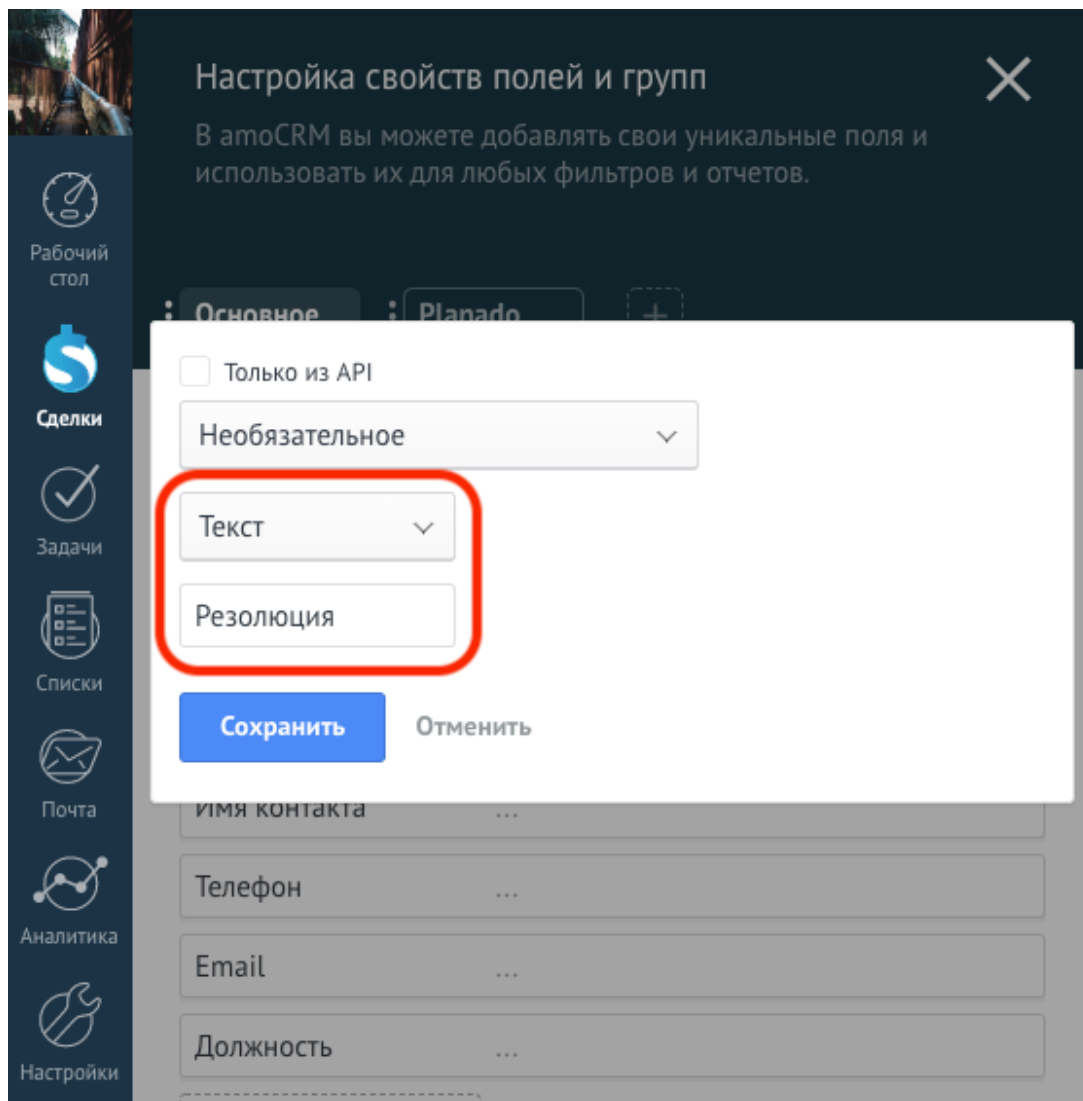 Настройка свойств полей и групп
В amoCRM вы можете добавлять свои уникальные поля и
использовать их для любых фильтров и отчетов.
Рабочий
стол
Сделки
Задачи
Списки
Почта
Аналитика
Настройки
Основное
Planado
Только из API
Необязательное
Текст
Резолюция
Сохранить Отменить
Имя контакта ...
Телефон ...
Email ...
Должность ...